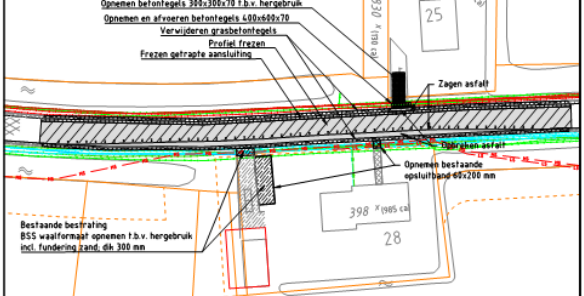 Opnemen betontegels 300x300x70 t.b.v. hergebruik
Opnemen en afvoeren betontegels 400x600x70
Verwijderen grasbetontegels
Profiel frezen
Frezen getrapte aansluiting
25
Zagen asfalt
Opbreken asfalt
Opnemen bestaande
opsluitband 60x200 mm
398 x (985 ca)
28
Bestaande bestrating
BSS waalformaat opnemen t.b.v. hergebruik
incl. fundering zand; dik 300 mm